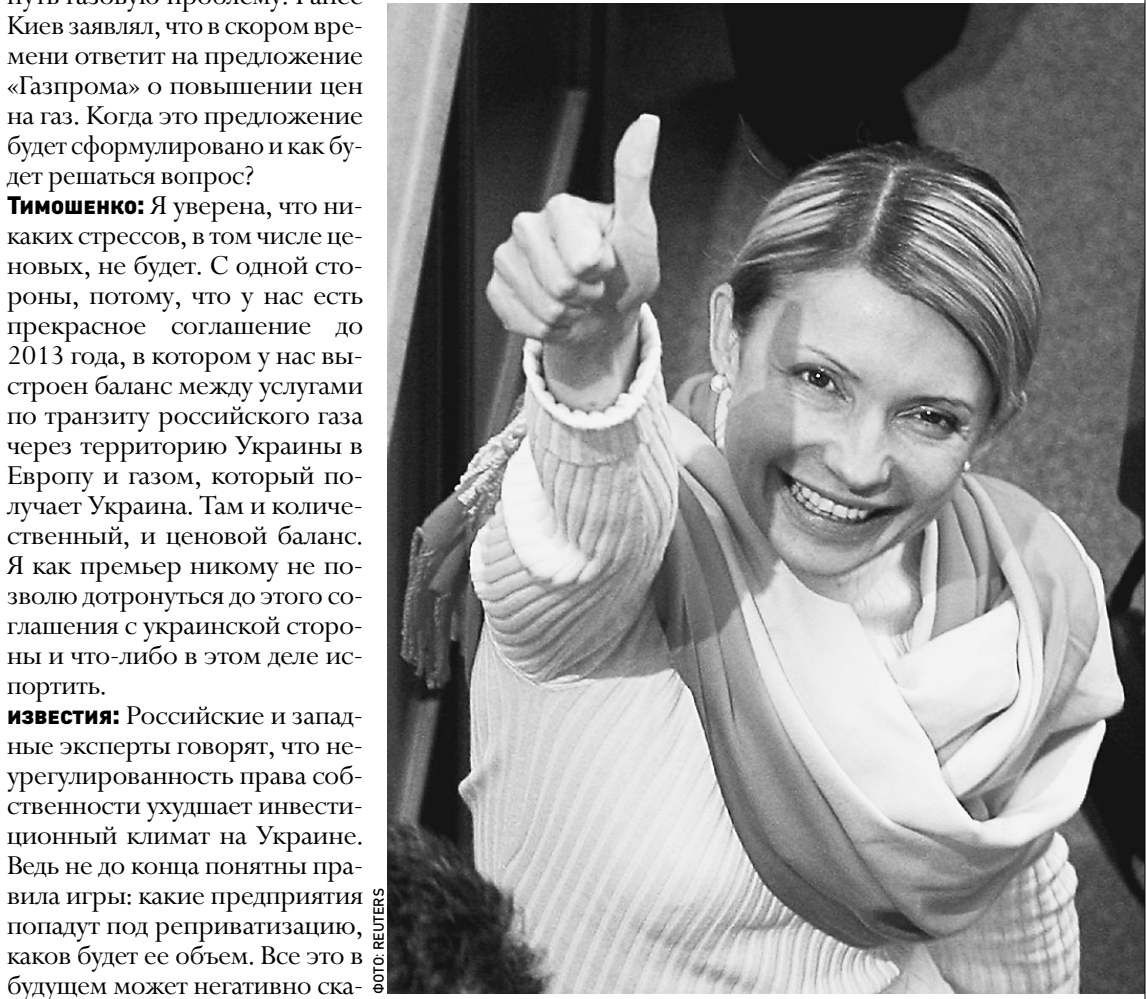 нуть газовую проблему. Ранее
Киев заявлял, что в скором вре-
мени ответит на предложение
«Газпрома» о повышении цен
на газ. Когда это предложение
будет сформулировано и как бу-
дет решаться вопрос?
Тимошенко: Я уверена, что ни-
каких стрессов, в том числе це-
новых, не будет. С одной сто-
роны, потому, что у нас есть
прекрасное соглашение до
2013 года, в котором у нас вы-
строен баланс между услугами
по транзиту российского газа
через территорию Украины в
Европу и газом, который по-
лучает Украина. Там и количе-
ственный, и ценовой баланс.
Я как премьер никому не по-
зволю дотронуться до этого со-
глашения с украинской сторо-
ны и что-либо в этом деле ис-
портить.
известия: Российские и запад-
ные эксперты говорят, что не-
урегулированность права соб-
ственности ухудшает инвести-
ционный климат на Украине.
Ведь не до конца понятны пра-
вила игры: какие предприятия
попадут под реприватизацию,
каков будет ее объем. Все это в
будущем может негативно ска-
ФОТО: REUTERS